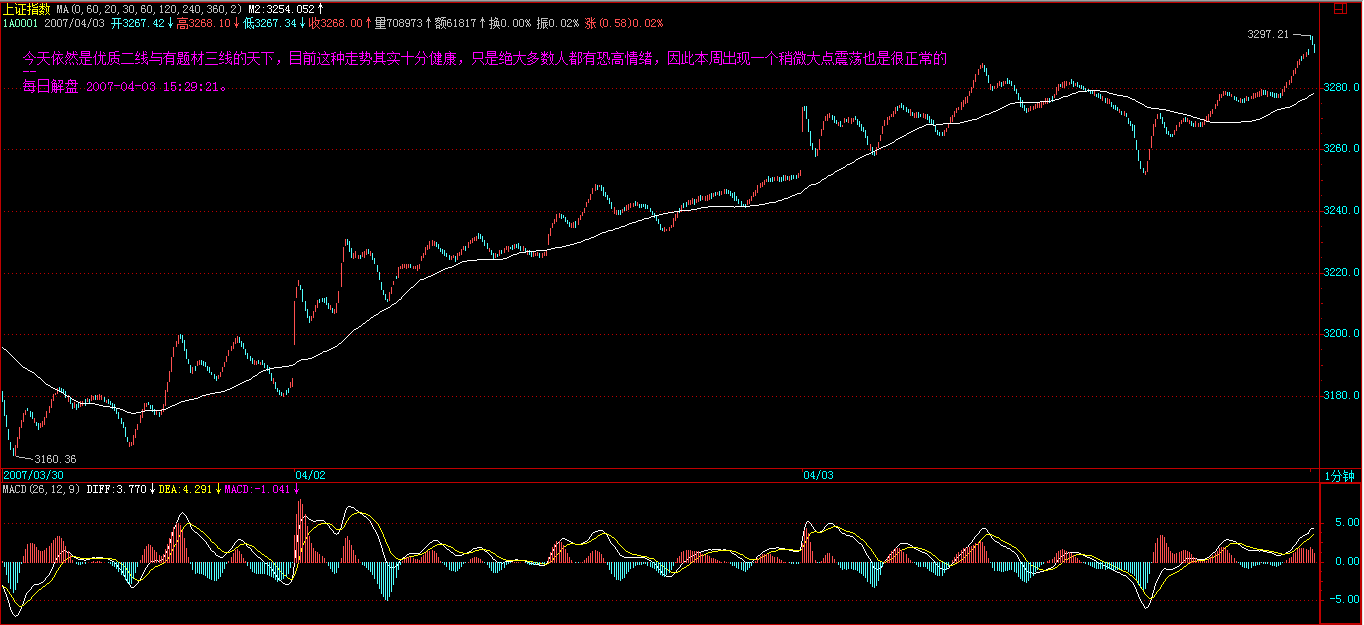 上证指数 MA(0,60,20,30,60,120,240,360,2) M2:3254.052↑
1A0001 2007/04/03 开3267.42↓高3268.10↓低3267.34↓收3268.00↑量708973↑额61817↑换0.00% 振0.02% 涨(0.58)0.02%
3297.21
今天依然是优质二线与有题材三线的天下，目前这种走势其实十分健康，只是绝大多数人都有恐高情绪，因此本周出现一个稍微大点震荡也是很正常的
--
每日解盘 2007-04-03 15:29:21。
3280.0
3260.0
3240.0
3220.0
3200.0
3180.0
3160.36
2007/03/30 04/02 04/03 1分钟
MACD(26,12,9) DIFF:3.770↓DEA:4.291↓MACD:-1.041↓
5.00
0.00
-5.00